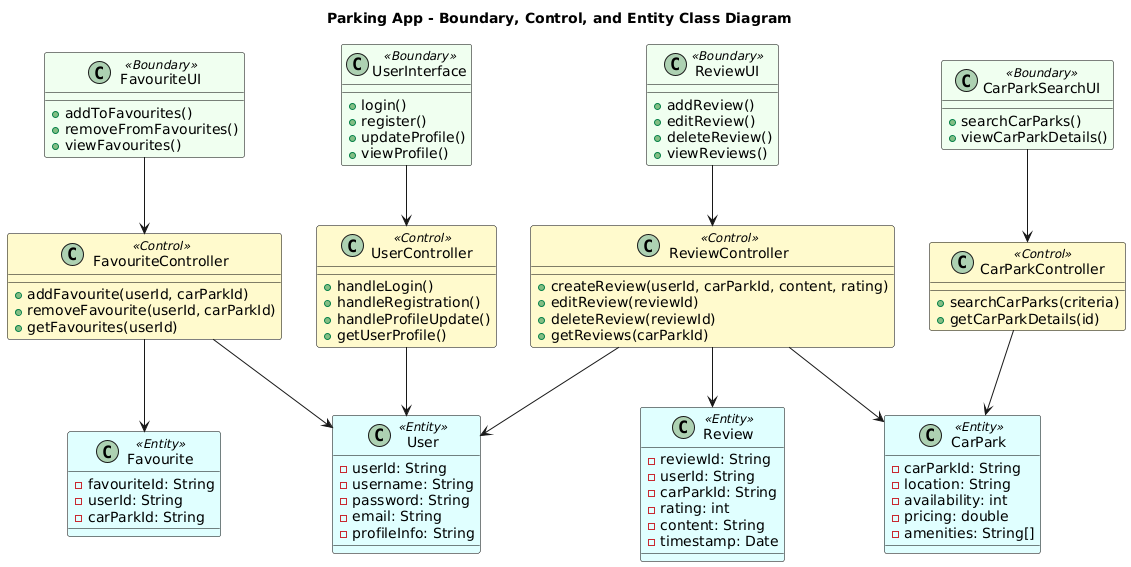 Parking App - Boundary, Control, and Entity Class Diagram
C
«Boundary»
FavouriteUI
addToFavourites()
removeFromFavourites()
viewFavourites()
C
«Boundary»
UserInterface
login()
register()
updateProfile()
viewProfile()
C
«Boundary»
ReviewUI
addReview()
editReview()
deleteReview()
viewReviews()
C
«Boundary»
CarParkSearchUI
searchCarParks()
viewCarParkDetails()
C
«Control»
FavouriteController
addFavourite(userId, carParkId)
removeFavourite(userId, carParkId)
getFavourites(userId)
C
«Control»
UserController
handleLogin()
handleRegistration()
handleProfileUpdate()
getUserProfile()
C
«Control»
ReviewController
createReview(userId, carParkId, content, rating)
editReview(reviewId)
deleteReview(reviewId)
getReviews(carParkId)
C
«Control»
CarParkController
searchCarParks(criteria)
getCarParkDetails(id)
C
«Entity»
Favourite
favouriteId: String
userId: String
carParkId: String
C
«Entity»
User
userId: String
username: String
password: String
email: String
profileInfo: String
C
«Entity»
Review
reviewId: String
userId: String
carParkId: String
rating: int
content: String
timestamp: Date
C
«Entity»
CarPark
carParkId: String
location: String
availability: int
pricing: double
amenities: String[]